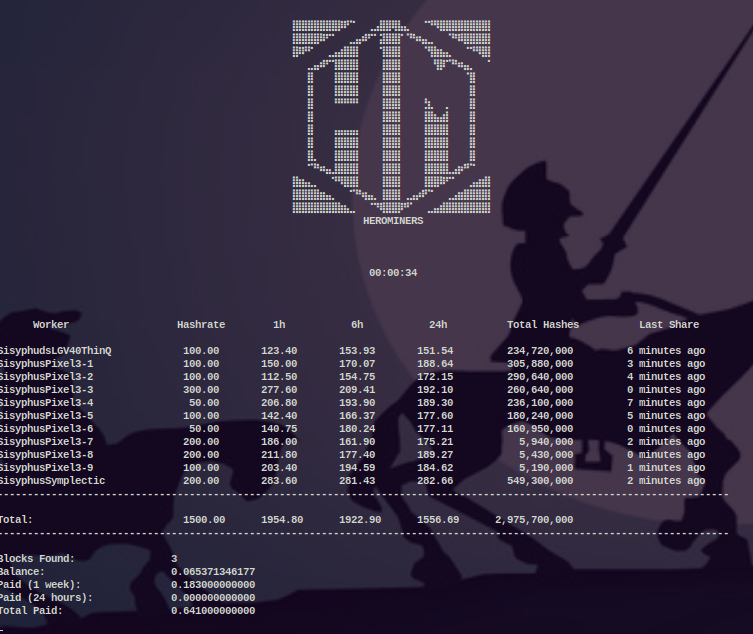 HEROMINERS
00:00:34
Worker Hashrate 1h 6h 24h Total Hashes Last Share
SisyphudsLGV40ThinQ 100.00 123.40 153.93 151.54 234,720,000 6 minutes ago
SisyphusPixel3-1 100.00 150.00 170.07 188.64 305,880,000 3 minutes ago
SisyphusPixel3-2 100.00 112.50 154.75 172.15 290,640,000 4 minutes ago
SisyphusPixel3-3 300.00 277.60 209.41 192.10 260,640,000 0 minutes ago
SisyphusPixel3-4 50.00 206.80 193.90 189.30 236,100,000 7 minutes ago
SisyphusPixel3-5 100.00 142.40 166.37 177.60 180,240,000 5 minutes ago
SisyphusPixel3-6 50.00 140.75 180.24 177.11 160,950,000 0 minutes ago
SisyphusPixel3-7 200.00 186.00 161.90 175.21 5,940,000 2 minutes ago
SisyphusPixel3-8 200.00 211.80 177.40 189.27 5,430,000 0 minutes ago
SisyphusPixel3-9 100.00 203.40 194.59 184.62 5,190,000 1 minutes ago
SisyphusSymplectic 200.00 283.60 281.43 282.66 549,300,000 2 minutes ago
Total: 1500.00 1954.80 1922.90 1556.69 2,975,700,000
Blocks Found: 3
Balance: 0.065371346177
Paid (1 week): 0.183000000000
Paid (24 hours): 0.000000000000
Total Paid: 0.641000000000